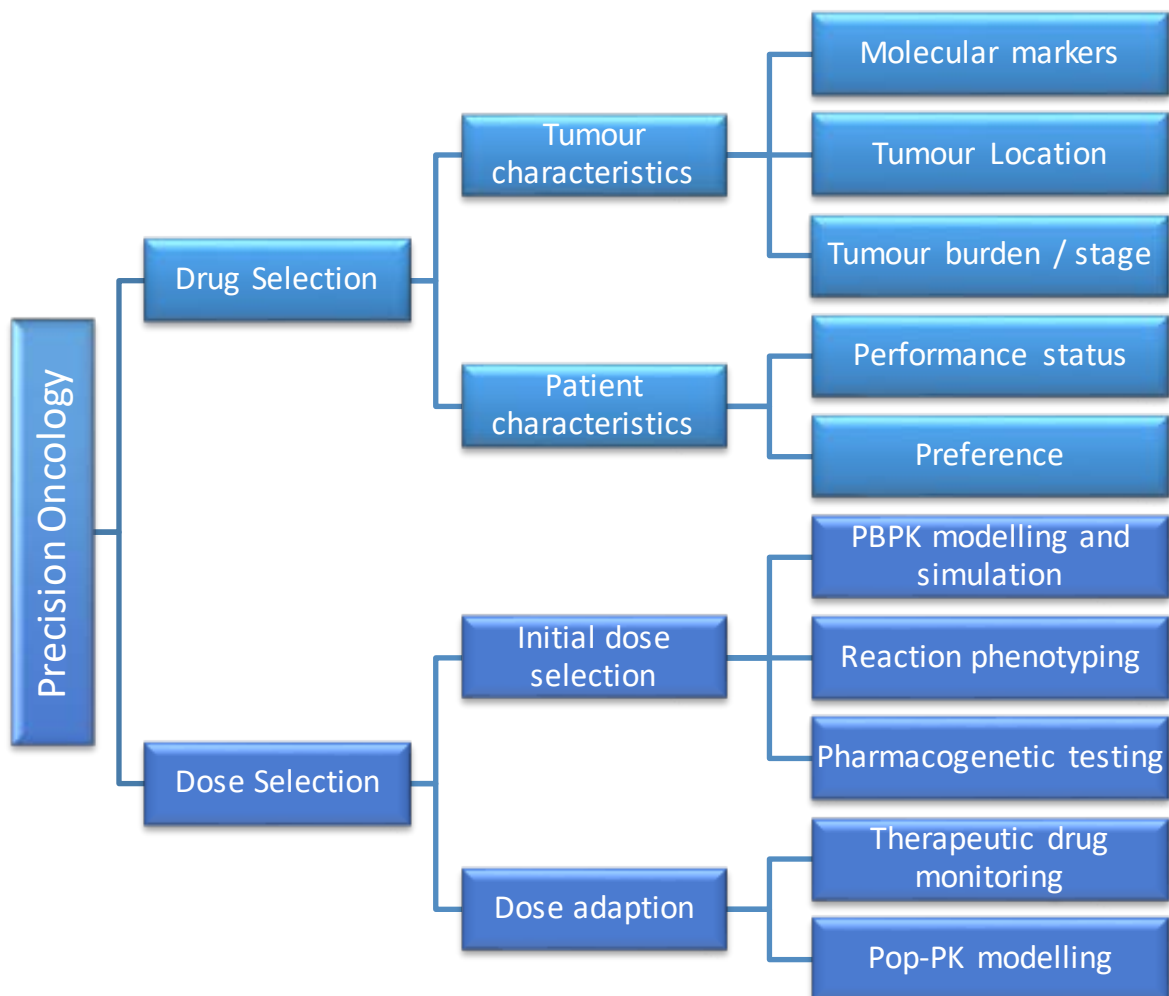 Precision Oncology
Drug Selection
Tumour
characteristics
Molecular markers
Tumour Location
Tumour burden / stage
Patient
characteristics
Performance status
Preference
Dose Selection
Initial dose
selection
PBPK modelling and
simulation
Reaction phenotyping
Pharmacogenetic testing
Dose adaption
Therapeutic drug
monitoring
Pop-PK modelling